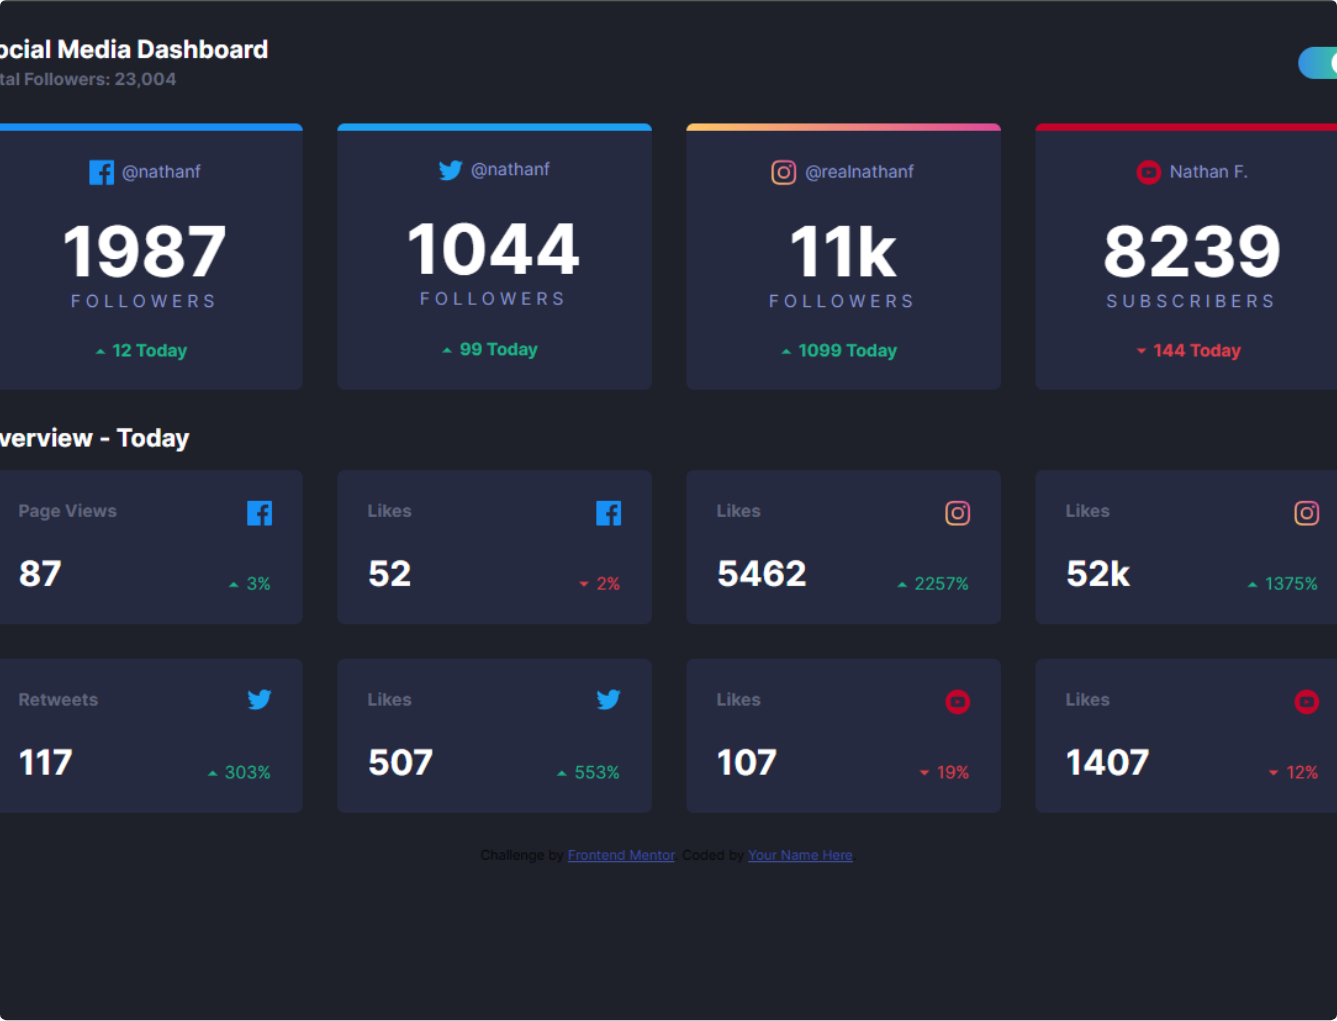 ocial Media Dashboard
tal Followers: 23,004
@nathanf
1987
FOLLOWERS
12 Today
@nathanf
1044
FOLLOWERS
99 Today
@realnathanf
11k
FOLLOWERS
1099 Today
Nathan F.
8239
SUBSCRIBERS
144 Today
verview - Today
Page Views
87
3%
Likes
52
2%
Likes
5462
2257%
Likes
52k
1375%
Retweets
117
303%
Likes
507
553%
Likes
107
19%
Likes
1407
12%
Challenge by Frontend Mentor. Coded by Your Name Here.